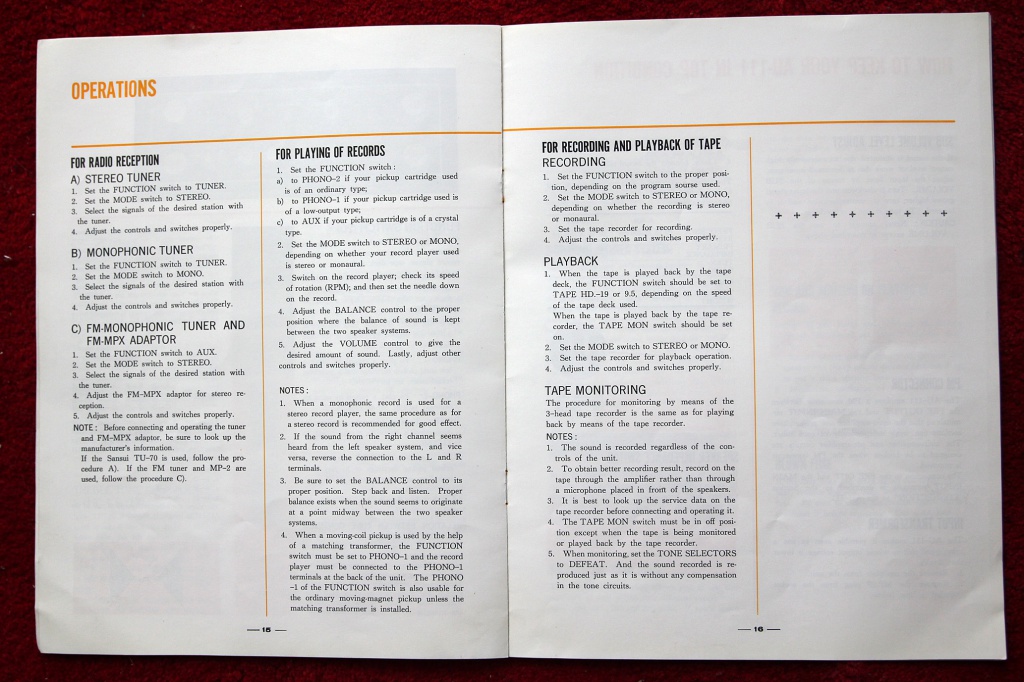 OPERATIONS
FOR RADIO RECEPTION
A) STEREO TUNER
1. Set the FUNCTION switch to TUNER.
2. Set the MODE switch to STEREO.
3. Select the signals of the desired station with
the tuner.
4. Adjust the controls and switches properly.
B) MONOPHONIC TUNER
1. Set the FUNCTION switch to TUNER.
2. Set the MODE switch to MONO.
3. Select the signals of the desired station with
the tuner.
4. Adjust the controls and switches properly.
C) FM-MONOPHONIC TUNER AND
FM-MPX ADAPTOR
1. Set the FUNCTION switch to AUX.
2. Set the MODE switch to STEREO.
3. Select the signals of the desired station with
the tuner.
4. Adjust the FM-MPX adaptor for stereo re-
ception.
5. Adjust the controls and switches properly.
NOTE: Before connecting and operating the tuner
and FM-MPX adaptor, be sure to look up the
manufacturer's information.
If the Sansui TU-70 is used, follow the pro-
cedure A). If the FM tuner and MP-2 are
used, follow the procedure C).
FOR PLAYING OF RECORDS
1. Set the FUNCTION switch:
a) to PHONO-2 if your pickup cartridge used
is of an ordinary type;
b) to PHONO-1 if your pickup cartridge used is
of a low-output type;
c) to AUX if your pickup cartridge is of a crystal
type.
2. Set the MODE switch to STEREO or MONO,
depending on whether your record player used
is stereo or monaural.
3. Switch on the record player; check its speed
of rotation (RPM); and then set the needle down
on the record.
4. Adjust the BALANCE control to the proper
position where the balance of sound is kept
between the two speaker systems.
5. Adjust the VOLUME control to give the
desired amount of sound. Lastly, adjust other
controls and switches properly.
NOTES:
1. When a monophonic record is used for a
stereo record player, the same procedure as for
a stereo record is recommended for good effect.
2. If the sound from the right channel seems
heard from the left speaker system, and vice
versa, reverse the connection to the L and R
terminals.
3. Be sure to set the BALANCE control to its
proper position. Step back and listen. Proper
balance exists when the sound seems to originate
at a point midway between the two speaker
systems.
4. When a moving-coil pickup is used by the help
of a matching transformer, the FUNCTION
switch must be set to PHONO-1 and the record
player must be connected to the PHONO-1
terminals at the back of the unit. The PHONO
-1 of the FUNCTION switch is also usable for
the ordinary moving-magnet pickup unless the
matching transformer is installed.
— 15 —
FOR RECORDING AND PLAYBACK OF TAPE
RECORDING
1. Set the FUNCTION switch to the proper posi-
tion, depending on the program sourse used.
2. Set the MODE switch to STEREO or MONO,
depending on whether the recording is stereo
or monaural.
3. Set the tape recorder for recording.
4. Adjust the controls and switches properly.
PLAYBACK
1. When the tape is played back by the tape
deck, the FUNCTION switch should be set to
TAPE HD.-19 or 9.5, depending on the speed
of the tape deck used.
When the tape is played back by the tape re-
corder, the TAPE MON switch should be set
on.
2. Set the MODE switch to STEREO or MONO.
3. Set the tape recorder for playback operation.
4. Adjust the controls and switches properly.
TAPE MONITORING
The procedure for monitoring by means of the
3-head tape recorder is the same as for playing
back by means of the tape recorder.
NOTES:
1. The sound is recorded regardless of the con-
trols of the unit.
2. To obtain better recording result, record on the
tape through the amplifier rather than through
a microphone placed in front of the speakers.
3. It is best to look up the service data on the
tape recorder before connecting and operating it.
4. The TAPE MON switch must be in off posi-
tion except when the tape is being monitored
or played back by the tape recorder.
5. When monitoring, set the TONE SELECTORS
to DEFEAT. And the sound recorded is re-
produced just as it is without any compensation
in the tone circuits.
+ + + + + + + + + +
— 16 —